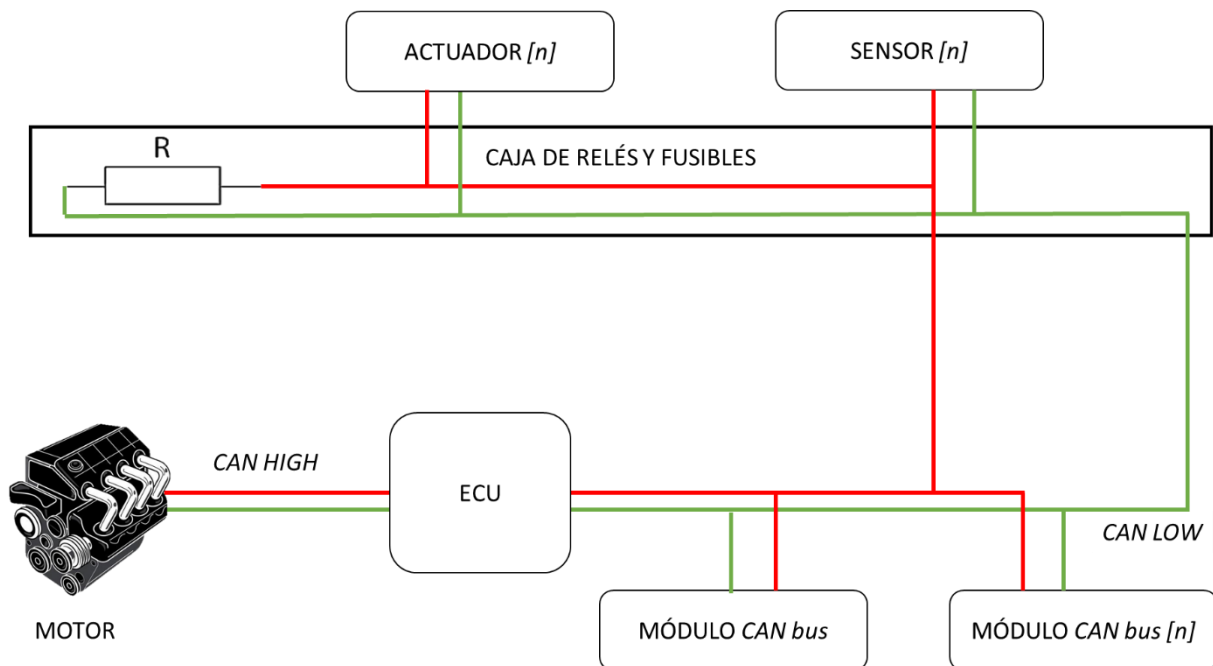 ACTUADOR [n]
SENSOR [n]
R
CAJA DE RELÉS Y FUSIBLES
CAN HIGH
ECU
CAN LOW
MOTOR
MÓDULO CAN bus
MÓDULO CAN bus [n]